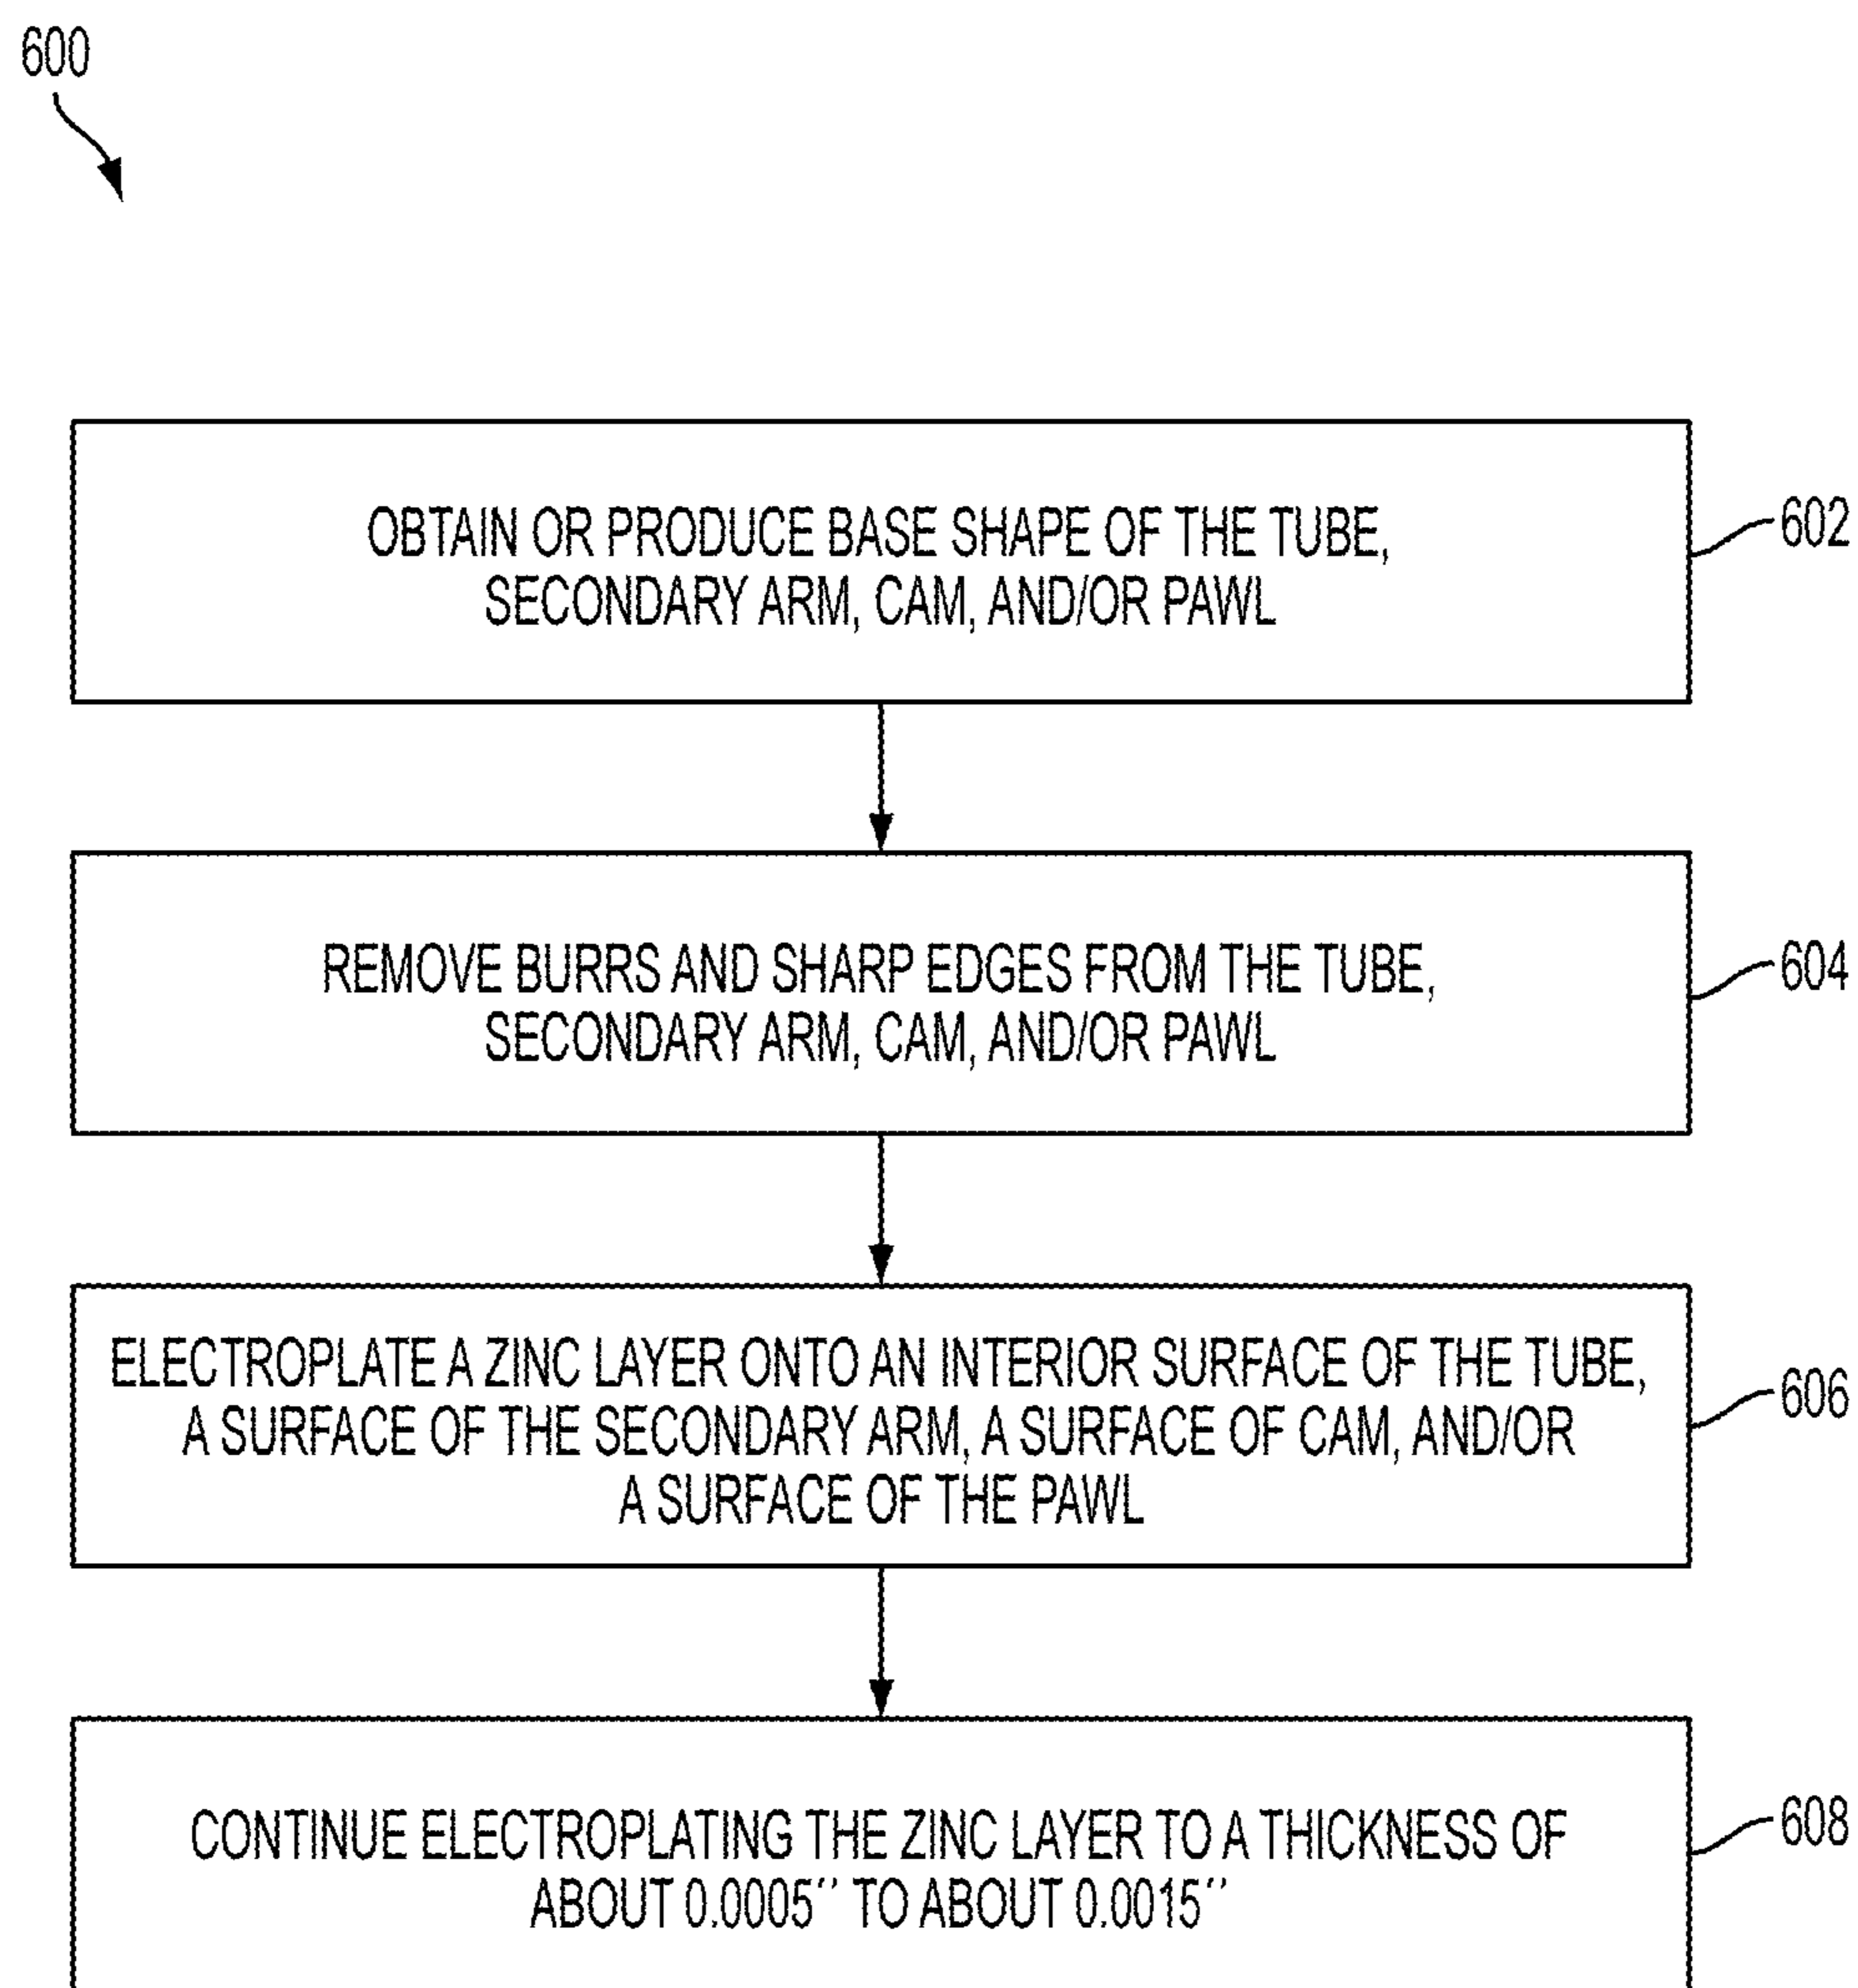 600
OBTAIN OR PRODUCE BASE SHAPE OF THE TUBE,
SECONDARY ARM, CAM, AND/OR PAWL
602
REMOVE BURRS AND SHARP EDGES FROM THE TUBE,
SECONDARY ARM, CAM, AND/OR PAWL
604
ELECTROPLATE A ZINC LAYER ONTO AN INTERIOR SURFACE OF THE TUBE,
A SURFACE OF THE SECONDARY ARM, A SURFACE OF CAM, AND/OR
A SURFACE OF THE PAWL
606
CONTINUE ELECTROPLATING THE ZINC LAYER TO A THICKNESS OF
ABOUT 0.0005″ TO ABOUT 0.0015″
608